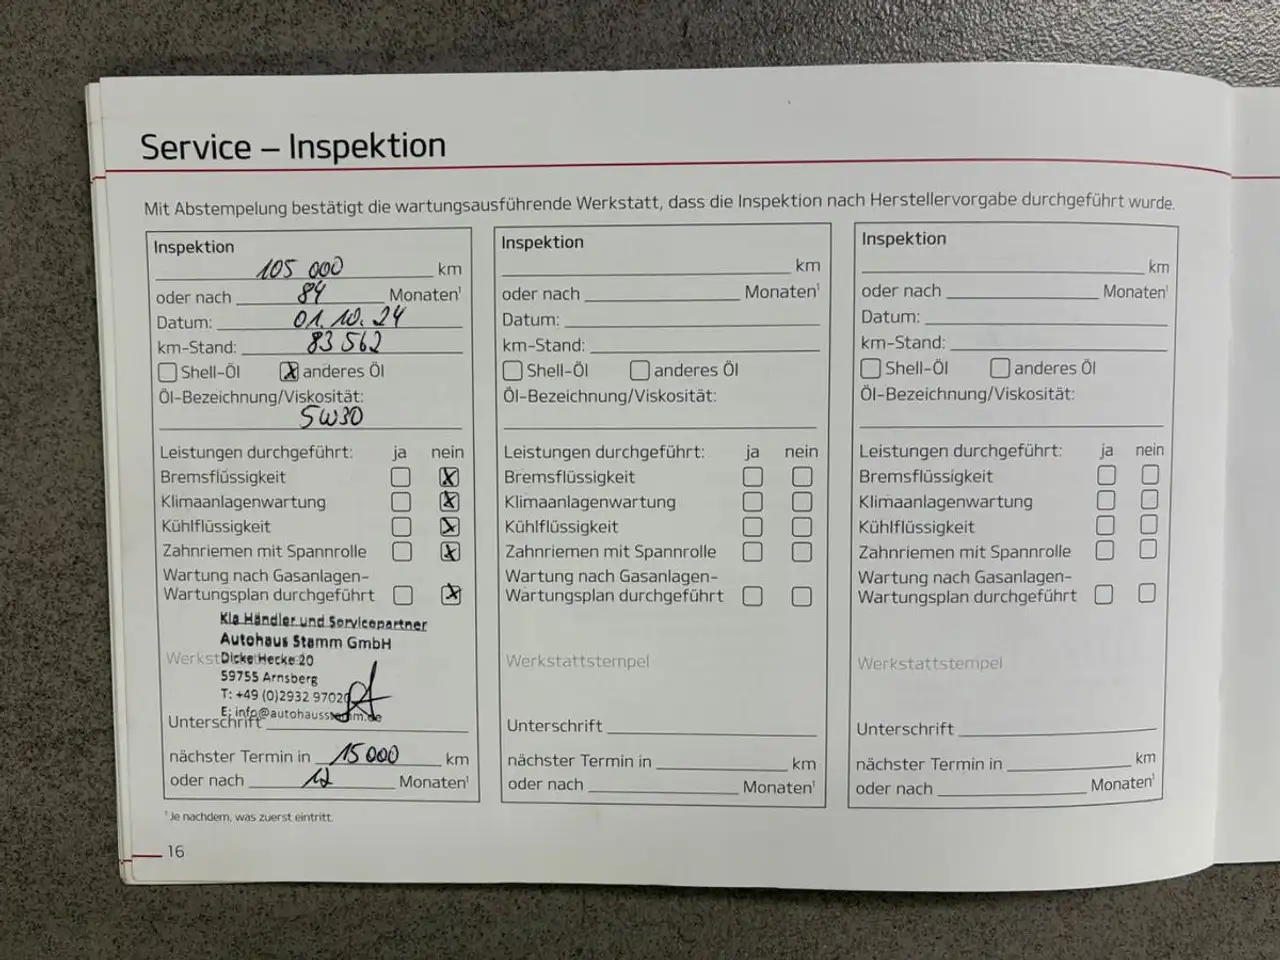 Service – Inspektion
Mit Abstempelung bestätigt die wartungsausführende Werkstatt, dass die Inspektion nach Herstellervorgabe durchgeführt wurde.
Inspektion
105 000 km
oder nach 84 Monaten¹
Datum: 01.10.24
km-Stand: 83 562
Shell-Öl x anderes Öl
Öl-Bezeichnung/Viskosität:
5W30
Leistungen durchgeführt: ja nein
Bremsflüssigkeit x
Klimaanlagenwartung x
Kühlflüssigkeit x
Zahnriemen mit Spannrolle x
Wartung nach Gasanlagen-
Wartungsplan durchgeführt x
Kia Händler und Servicepartner
Autohaus Stamm GmbH
Dicke Hecke 20
59755 Arnsberg
T: +49 (0)2932 97020
E: info@autohausstamm.de
Unterschrift
nächster Termin in 15 000 km
oder nach 12 Monaten¹
Inspektion
km
oder nach Monaten¹
Datum:
km-Stand:
Shell-Öl anderes Öl
Öl-Bezeichnung/Viskosität:
Leistungen durchgeführt: ja nein
Bremsflüssigkeit
Klimaanlagenwartung
Kühlflüssigkeit
Zahnriemen mit Spannrolle
Wartung nach Gasanlagen-
Wartungsplan durchgeführt
Werkstattstempel
Unterschrift
nächster Termin in km
oder nach Monaten¹
Inspektion
km
oder nach Monaten¹
Datum:
km-Stand:
Shell-Öl anderes Öl
Öl-Bezeichnung/Viskosität:
Leistungen durchgeführt: ja nein
Bremsflüssigkeit
Klimaanlagenwartung
Kühlflüssigkeit
Zahnriemen mit Spannrolle
Wartung nach Gasanlagen-
Wartungsplan durchgeführt
Werkstattstempel
Unterschrift
nächster Termin in km
oder nach Monaten¹
¹Je nachdem, was zuerst eintritt.
16